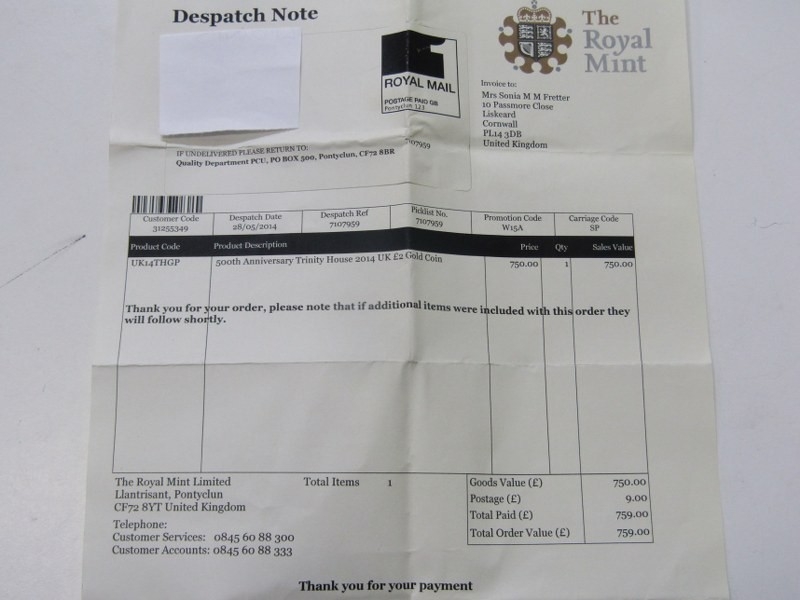 Despatch Note
The
Royal
Mint
1
ROYAL MAIL
POSTAGE PAID GB
Pontyclun 123
Invoice to:
Mrs Sonia M M Fretter
10 Passmore Close
Liskeard
Cornwall
PL14 3DB
United Kingdom
7107959
IF UNDELIVERED PLEASE RETURN TO:
Quality Department PCU, PO BOX 500, Pontyclun, CF72 8BR
Customer Code Despatch Date Despatch Ref Picklist No. Promotion Code Carriage Code
31255349 28/05/2014 7107959 7107959 W15A SP
Product Code Product Description Price Qty Sales Value
UK14THGP 500th Anniversary Trinity House 2014 UK £2 Gold Coin 750.00 1 750.00
Thank you for your order, please note that if additional items were included with this order they
will follow shortly.
The Royal Mint Limited Total Items 1 Goods Value (£) 750.00
Llantrisant, Pontyclun Postage (£) 9.00
CF72 8YT United Kingdom Total Paid (£) 759.00
Telephone: Total Order Value (£) 759.00
Customer Services: 0845 60 88 300
Customer Accounts: 0845 60 88 333
Thank you for your payment